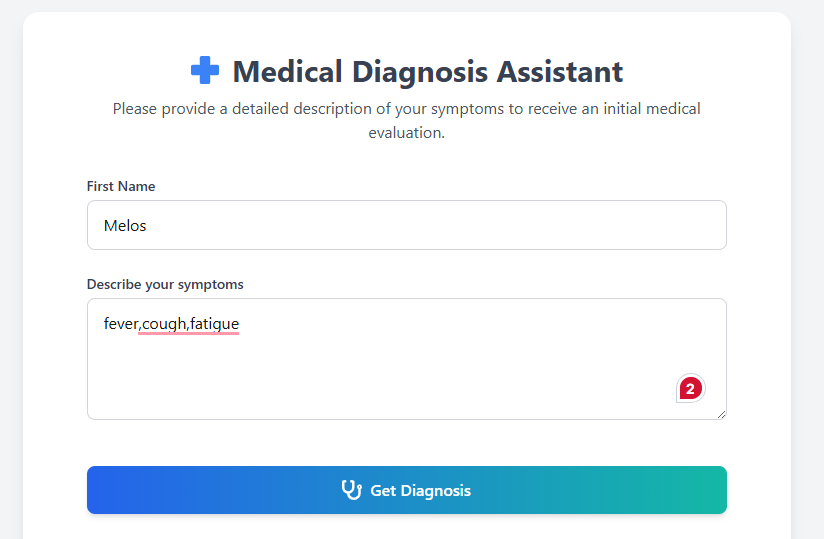 Medical Diagnosis Assistant
Please provide a detailed description of your symptoms to receive an initial medical
evaluation.
First Name
Melos
Describe your symptoms
fever,cough,fatigue
2
Get Diagnosis